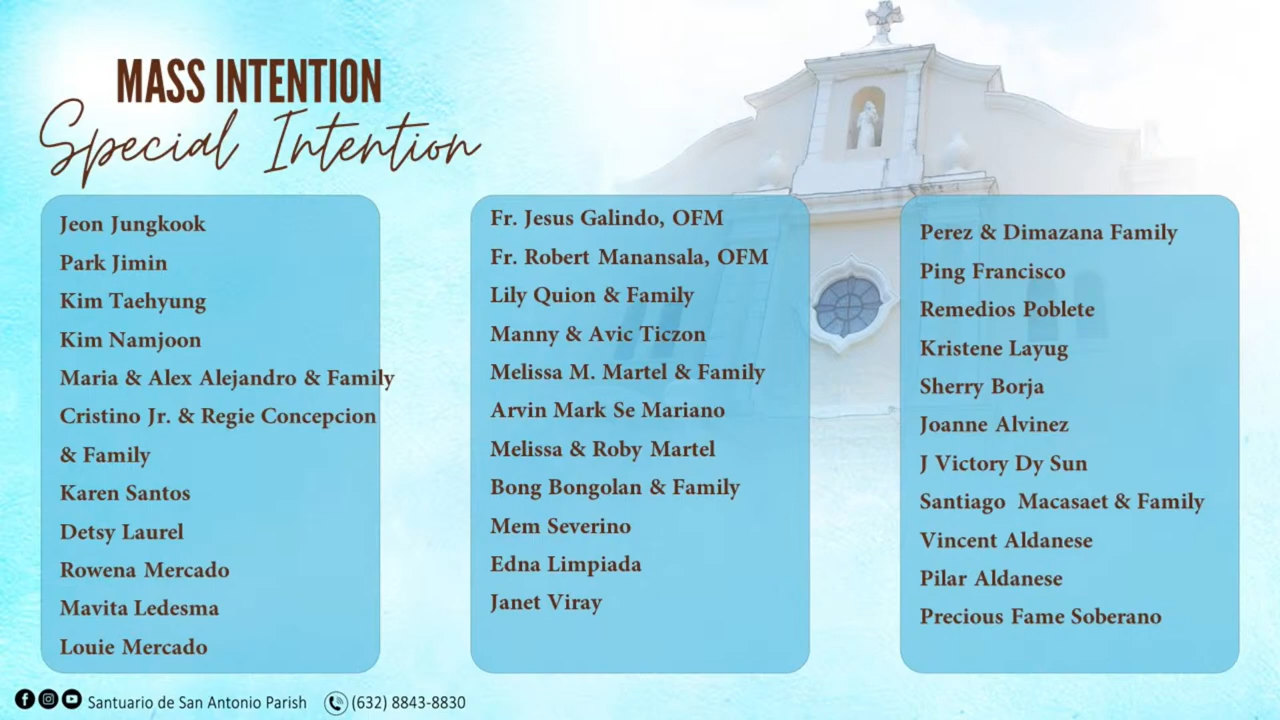 MASS INTENTION
Special Intention
Jeon Jungkook
Park Jimin
Kim Taehyung
Kim Namjoon
Maria & Alex Alejandro & Family
Cristino Jr. & Regie Concepcion
& Family
Karen Santos
Detsy Laurel
Rowena Mercado
Mavita Ledesma
Louie Mercado
Fr. Jesus Galindo, OFM
Fr. Robert Manansala, OFM
Lily Quion & Family
Manny & Avic Ticzon
Melissa M. Martel & Family
Arvin Mark Se Mariano
Melissa & Roby Martel
Bong Bongolan & Family
Mem Severino
Edna Limpiada
Janet Viray
Perez & Dimazana Family
Ping Francisco
Remedios Poblete
Kristene Layug
Sherry Borja
Joanne Alvinez
J Victory Dy Sun
Santiago  Macasaet & Family
Vincent Aldanese
Pilar Aldanese
Precious Fame Soberano
Santuario de San Antonio Parish (632) 8843-8830